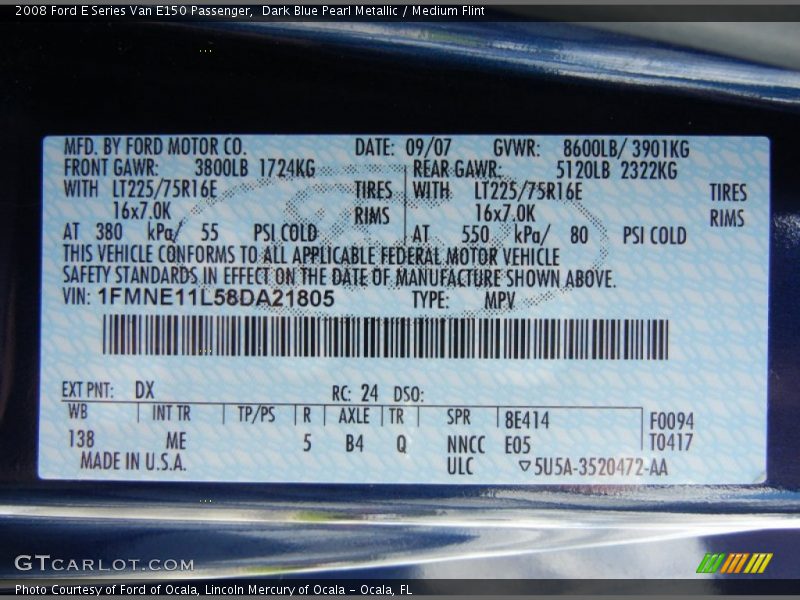 2008 Ford E Series Van E150 Passenger,  Dark Blue Pearl Metallic / Medium Flint
MFD. BY FORD MOTOR CO. DATE: 09/07 GVWR: 8600LB/ 3901KG
FRONT GAWR: 3800LB 1724KG REAR GAWR: 5120LB 2322KG
WITH LT225/75R16E TIRES WITH LT225/75R16E TIRES
16x7.0K RIMS 16x7.0K RIMS
AT 380 kPa/ 55 PSI COLD AT 550 kPa/ 80 PSI COLD
THIS VEHICLE CONFORMS TO ALL APPLICABLE FEDERAL MOTOR VEHICLE
SAFETY STANDARDS IN EFFECT ON THE DATE OF MANUFACTURE SHOWN ABOVE.
VIN: 1FMNE11L58DA21805 TYPE: MPV
EXT PNT: DX RC: 24 DSO:
WB INT TR TP/PS R AXLE TR SPR 8E414 F0094
138 ME 5 B4 Q NNCC E05 T0417
MADE IN U.S.A. ULC ▽5U5A-3520472-AA
GTCARLOT.COM
Photo Courtesy of Ford of Ocala, Lincoln Mercury of Ocala – Ocala, FL